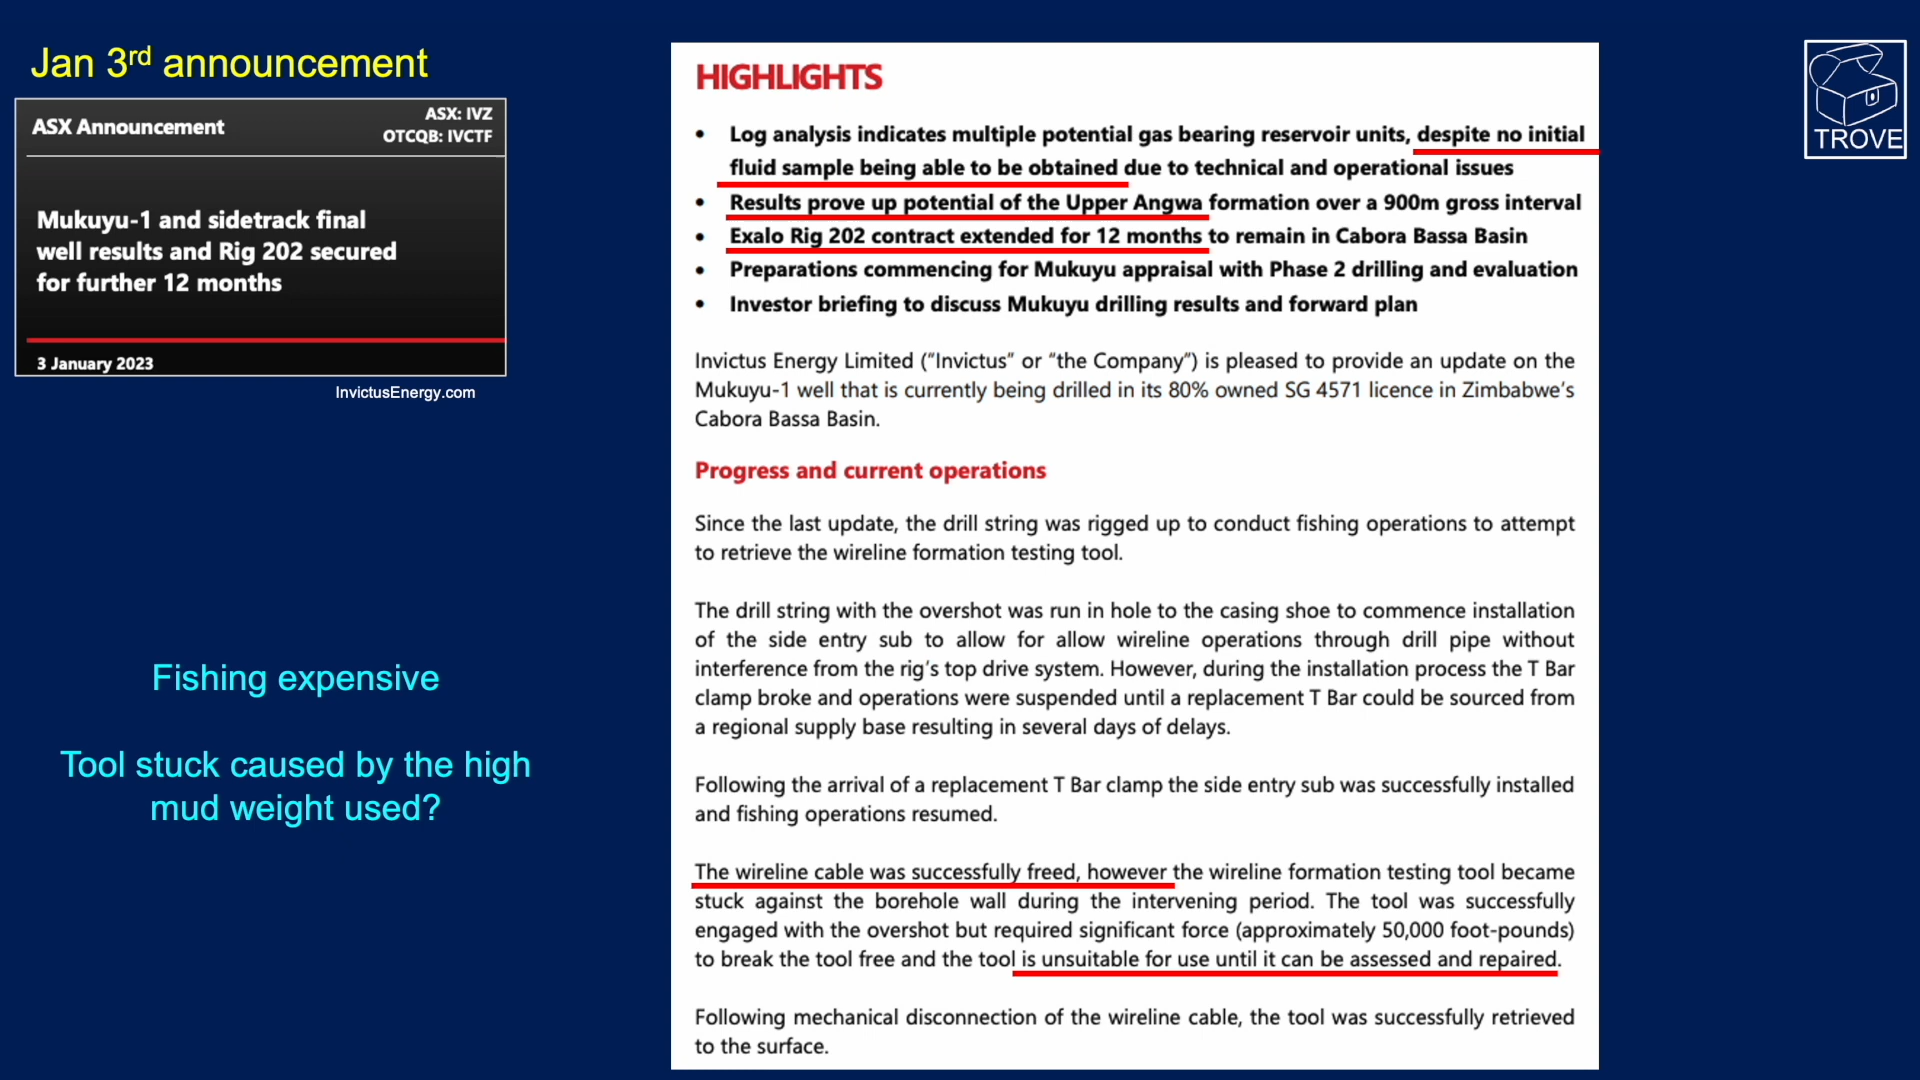 Jan 3rd announcement
ASX Announcement
ASX: IVZ
OTCQB: IVCTF
Mukuyu-1 and sidetrack final
well results and Rig 202 secured
for further 12 months
3 January 2023
InvictusEnergy.com
Fishing expensive
Tool stuck caused by the high
mud weight used?
HIGHLIGHTS
• Log analysis indicates multiple potential gas bearing reservoir units, despite no initial
fluid sample being able to be obtained due to technical and operational issues
• Results prove up potential of the Upper Angwa formation over a 900m gross interval
• Exalo Rig 202 contract extended for 12 months to remain in Cabora Bassa Basin
• Preparations commencing for Mukuyu appraisal with Phase 2 drilling and evaluation
• Investor briefing to discuss Mukuyu drilling results and forward plan
Invictus Energy Limited (“Invictus” or “the Company”) is pleased to provide an update on the
Mukuyu-1 well that is currently being drilled in its 80% owned SG 4571 licence in Zimbabwe’s
Cabora Bassa Basin.
Progress and current operations
Since the last update, the drill string was rigged up to conduct fishing operations to attempt
to retrieve the wireline formation testing tool.
The drill string with the overshot was run in hole to the casing shoe to commence installation
of the side entry sub to allow for allow wireline operations through drill pipe without
interference from the rig’s top drive system. However, during the installation process the T Bar
clamp broke and operations were suspended until a replacement T Bar could be sourced from
a regional supply base resulting in several days of delays.
Following the arrival of a replacement T Bar clamp the side entry sub was successfully installed
and fishing operations resumed.
The wireline cable was successfully freed, however the wireline formation testing tool became
stuck against the borehole wall during the intervening period. The tool was successfully
engaged with the overshot but required significant force (approximately 50,000 foot-pounds)
to break the tool free and the tool is unsuitable for use until it can be assessed and repaired.
Following mechanical disconnection of the wireline cable, the tool was successfully retrieved
to the surface.
TROVE